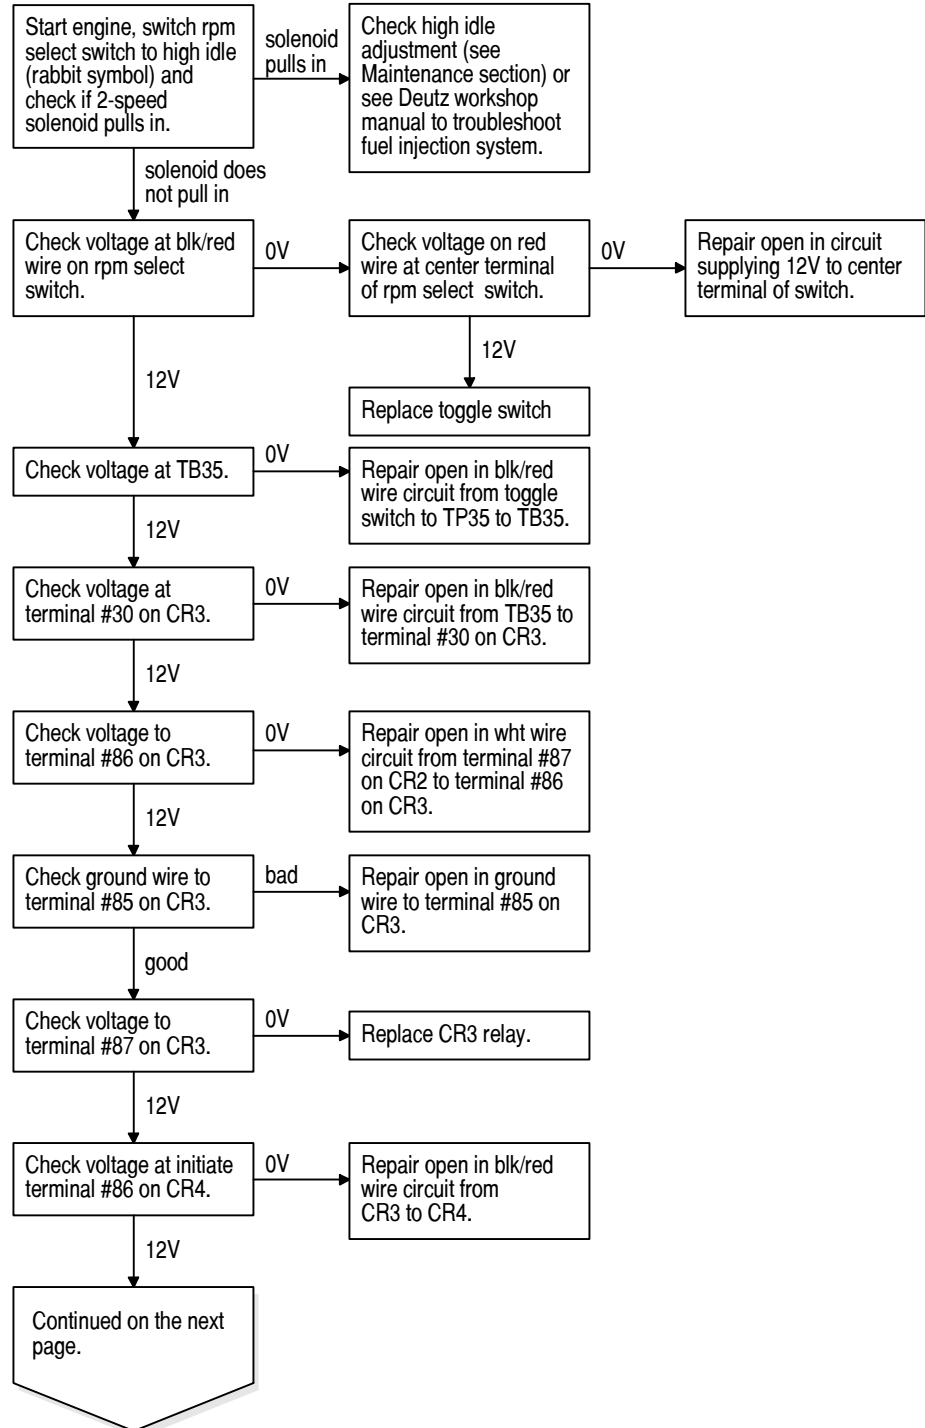 Start engine, switch rpm
select switch to high idle
(rabbit symbol) and
check if 2-speed
solenoid pulls in.
solenoid
pulls in
Check high idle
adjustment (see
Maintenance section) or
see Deutz workshop
manual to troubleshoot
fuel injection system.
solenoid does
not pull in
Check voltage at blk/red
wire on rpm select
switch.
0V
Check voltage on red
wire at center terminal
of rpm select switch.
0V
Repair open in circuit
supplying 12V to center
terminal of switch.
12V
Replace toggle switch
12V
Check voltage at TB35.
0V
Repair open in blk/red
wire circuit from toggle
switch to TP35 to TB35.
12V
Check voltage at
terminal #30 on CR3.
0V
Repair open in blk/red
wire circuit from TB35 to
terminal #30 on CR3.
12V
Check voltage to
terminal #86 on CR3.
0V
Repair open in wht wire
circuit from terminal #87
on CR2 to terminal #86
on CR3.
12V
Check ground wire to
terminal #85 on CR3.
bad
Repair open in ground
wire to terminal #85 on
CR3.
good
Check voltage to
terminal #87 on CR3.
0V
Replace CR3 relay.
12V
Check voltage at initiate
terminal #86 on CR4.
0V
Repair open in blk/red
wire circuit from
CR3 to CR4.
12V
Continued on the next
page.